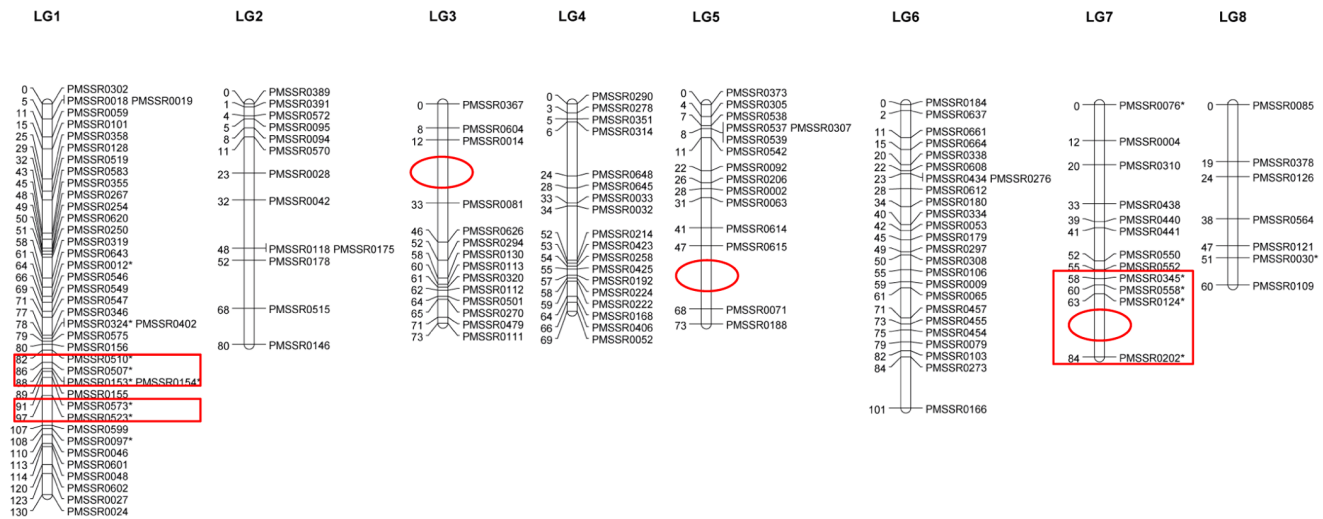 LG1
0 PMSSR0302
5 PMSSR0018 PMSSR0019
11 PMSSR0059
15 PMSSR0101
25 PMSSR0358
29 PMSSR0128
32 PMSSR0519
43 PMSSR0583
45 PMSSR0355
48 PMSSR0267
49 PMSSR0254
50 PMSSR0620
51 PMSSR0250
58 PMSSR0319
61 PMSSR0643
64 PMSSR0012*
66 PMSSR0546
69 PMSSR0549
71 PMSSR0547
77 PMSSR0346
78 PMSSR0324* PMSSR0402
79 PMSSR0575
80 PMSSR0156
82 PMSSR0510*
86 PMSSR0507*
88 PMSSR0153* PMSSR0154*
89 PMSSR0155
91 PMSSR0573*
97 PMSSR0523*
107 PMSSR0599
108 PMSSR0097*
110 PMSSR0046
113 PMSSR0601
114 PMSSR0048
120 PMSSR0602
123 PMSSR0027
130 PMSSR0024
LG2
0 PMSSR0389
1 PMSSR0391
4 PMSSR0572
5 PMSSR0095
8 PMSSR0094
11 PMSSR0570
23 PMSSR0028
32 PMSSR0042
48 PMSSR0118 PMSSR0175
52 PMSSR0178
68 PMSSR0515
80 PMSSR0146
LG3
0 PMSSR0367
8 PMSSR0604
12 PMSSR0014
33 PMSSR0081
46 PMSSR0626
52 PMSSR0294
58 PMSSR0130
60 PMSSR0113
61 PMSSR0320
62 PMSSR0112
64 PMSSR0501
65 PMSSR0270
71 PMSSR0479
73 PMSSR0111
LG4
0 PMSSR0290
3 PMSSR0278
5 PMSSR0351
6 PMSSR0314
24 PMSSR0648
28 PMSSR0645
33 PMSSR0033
34 PMSSR0032
52 PMSSR0214
53 PMSSR0423
54 PMSSR0258
55 PMSSR0425
57 PMSSR0192
58 PMSSR0224
59 PMSSR0222
64 PMSSR0168
66 PMSSR0406
69 PMSSR0052
LG5
0 PMSSR0373
4 PMSSR0305
7 PMSSR0538
8 PMSSR0537 PMSSR0307
PMSSR0539
11 PMSSR0542
22 PMSSR0092
26 PMSSR0206
28 PMSSR0002
31 PMSSR0063
41 PMSSR0614
47 PMSSR0615
68 PMSSR0071
73 PMSSR0188
LG6
0 PMSSR0184
2 PMSSR0637
11 PMSSR0661
15 PMSSR0664
20 PMSSR0338
22 PMSSR0608
23 PMSSR0434 PMSSR0276
28 PMSSR0612
34 PMSSR0180
40 PMSSR0334
42 PMSSR0053
45 PMSSR0179
49 PMSSR0297
50 PMSSR0308
55 PMSSR0106
59 PMSSR0009
61 PMSSR0065
71 PMSSR0457
73 PMSSR0455
75 PMSSR0454
79 PMSSR0079
82 PMSSR0103
84 PMSSR0273
101 PMSSR0166
LG7
0 PMSSR0076*
12 PMSSR0004
20 PMSSR0310
33 PMSSR0438
39 PMSSR0440
41 PMSSR0441
52 PMSSR0550
55 PMSSR0552
58 PMSSR0345*
60 PMSSR0558*
63 PMSSR0124*
84 PMSSR0202*
LG8
0 PMSSR0085
19 PMSSR0378
24 PMSSR0126
38 PMSSR0564
47 PMSSR0121
51 PMSSR0030*
60 PMSSR0109